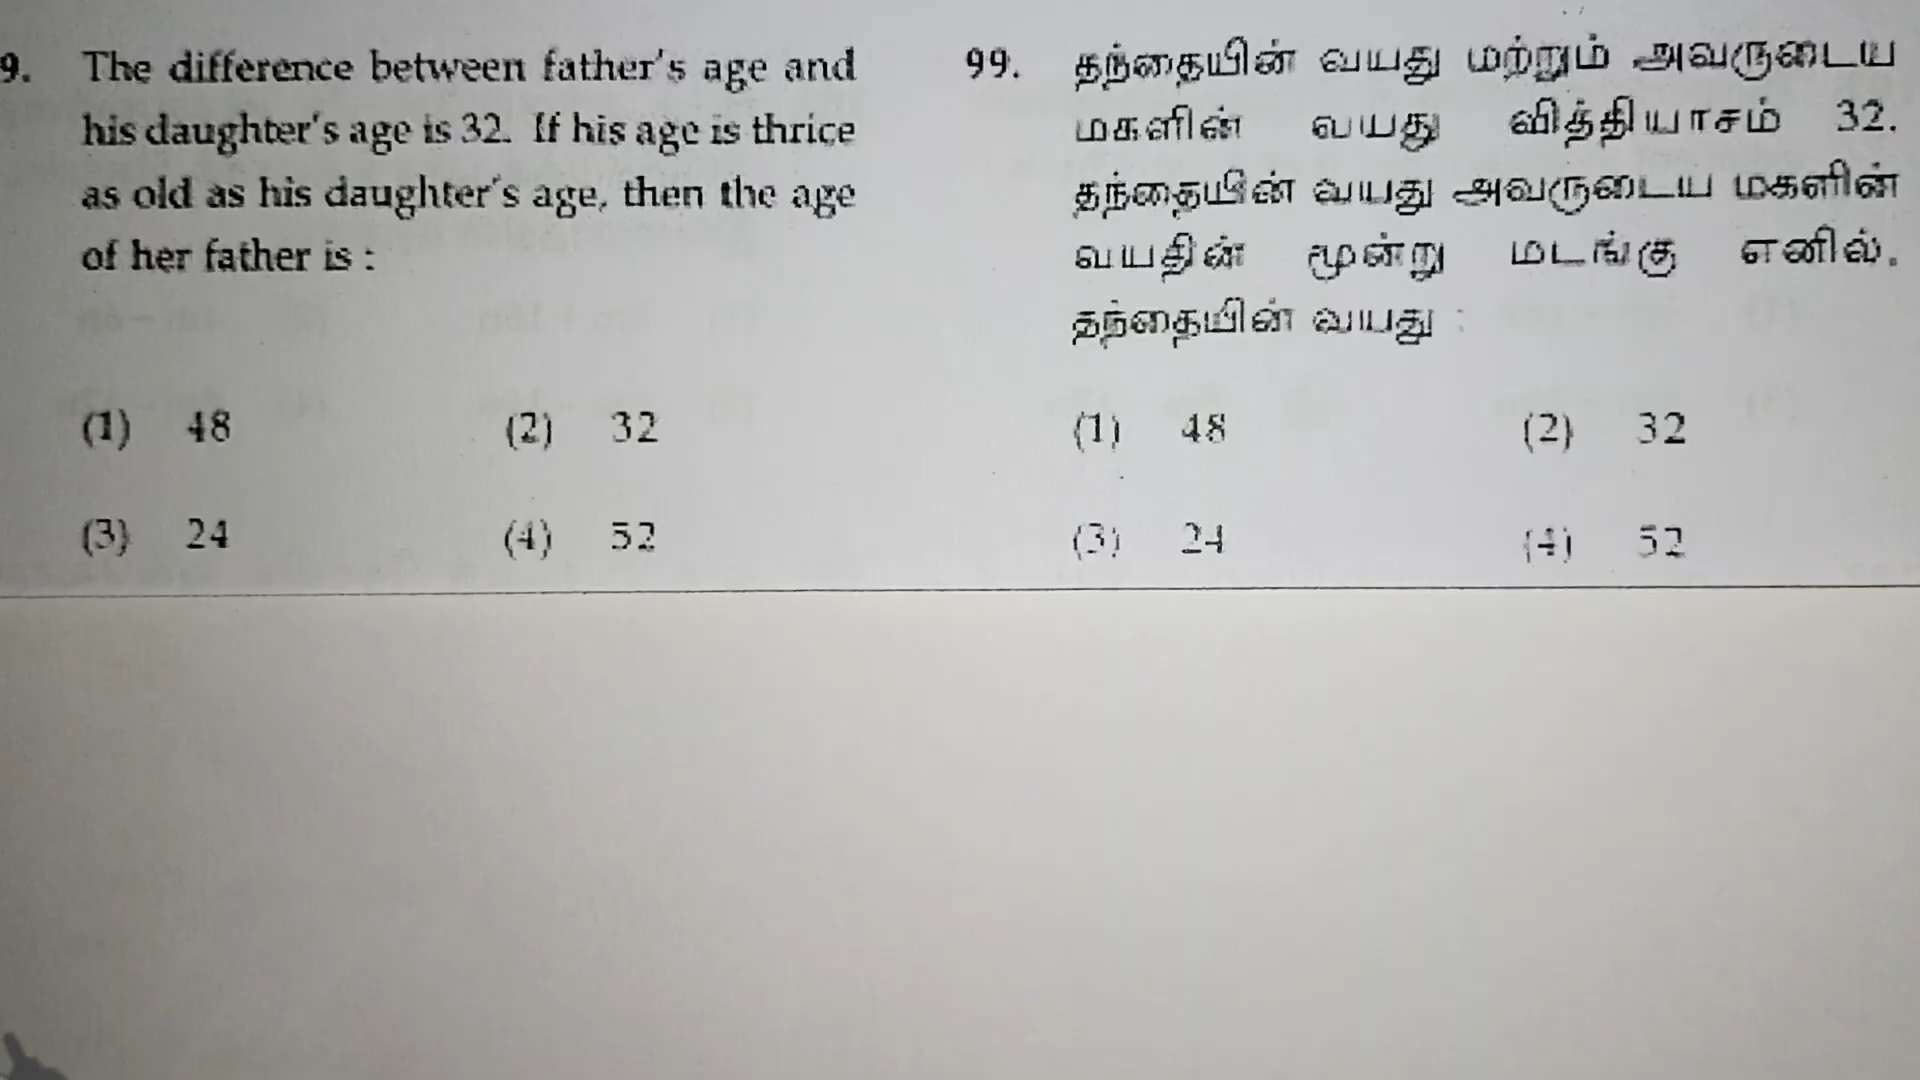 9. The difference between father's age and
his daughter's age is 32. If his age is thrice
as old as his daughter's age, then the age
of her father is :
(1) 48 (2) 32
(3) 24 (4) 52
99. தந்தையின் வயது மற்றும் அவருடைய
மகளின் வயது வித்தியாசம் 32.
தந்தையின் வயது அவருடைய மகளின்
வயதின் மூன்று மடங்கு எனில்.
தந்தையின் வயது :
(1) 48 (2) 32
(3) 24 (4) 52